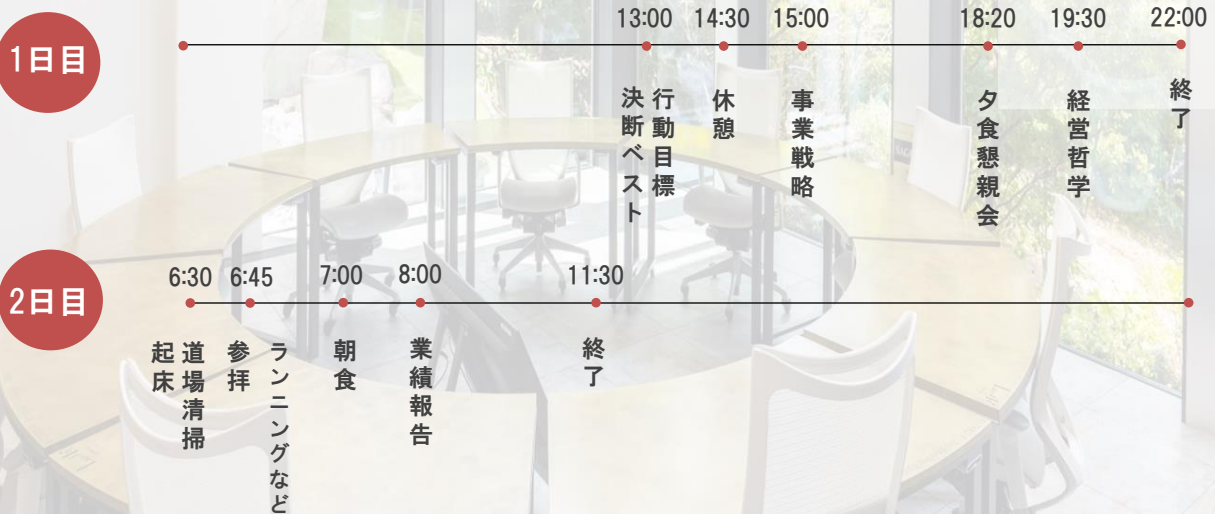 1日目
13:00 14:30 15:00 18:20 19:30 22:00
行動目標
決断ベスト
休憩
事業戦略
夕食懇親会
経営哲学
終了
2日目
6:30 6:45 7:00 8:00 11:30
道場清掃
起床
参拝
ランニングなど
朝食
業績報告
終了